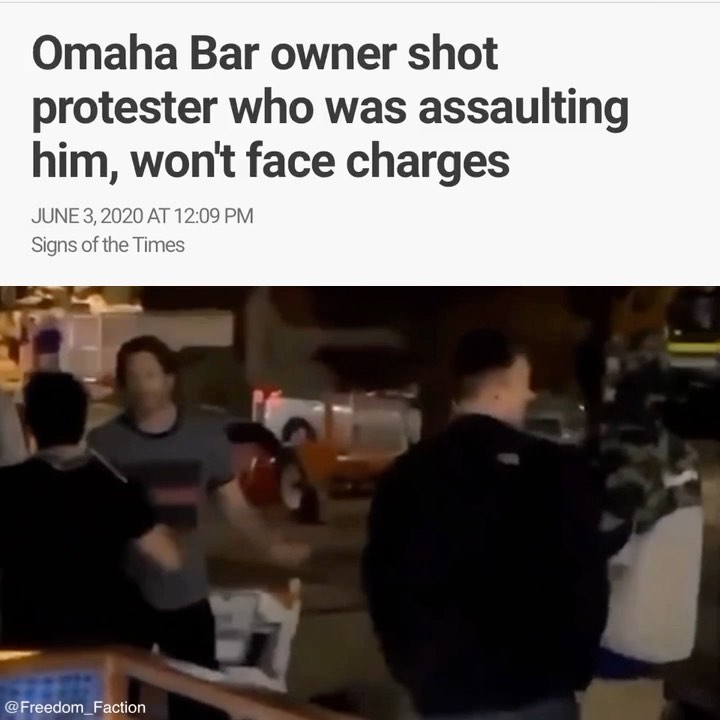 Omaha Bar owner shot
protester who was assaulting
him, won't face charges
JUNE 3, 2020 AT 12:09 PM
Signs of the Times
@Freedom_Faction